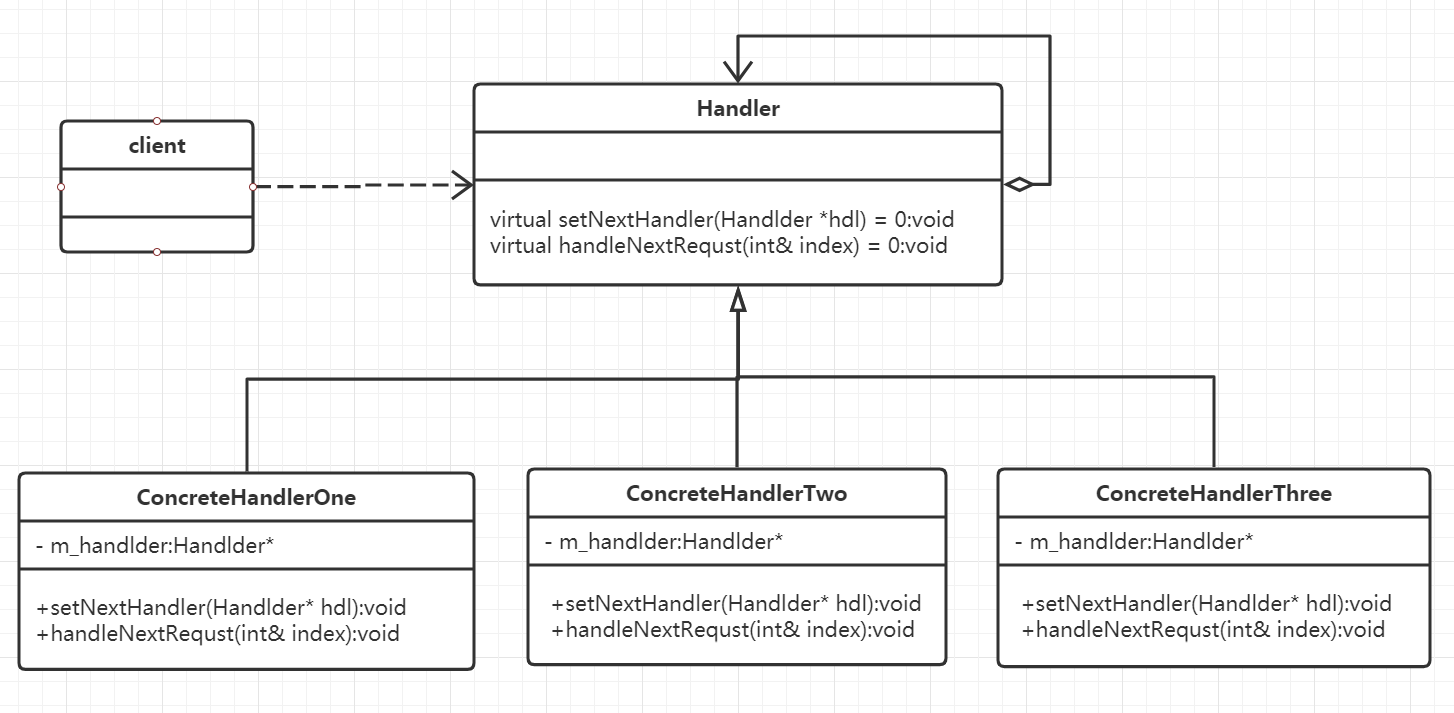 client
Handler
virtual setNextHandler(Handlder *hdl) = 0:void
virtual handleNextRequst(int& index) = 0:void
ConcreteHandlerOne
- m_handlder:Handlder*
+setNextHandler(Handlder* hdl):void
+handleNextRequst(int& index):void
ConcreteHandlerTwo
- m_handlder:Handlder*
+setNextHandler(Handlder* hdl):void
+handleNextRequst(int& index):void
ConcreteHandlerThree
- m_handlder:Handlder*
+setNextHandler(Handlder* hdl):void
+handleNextRequst(int& index):void